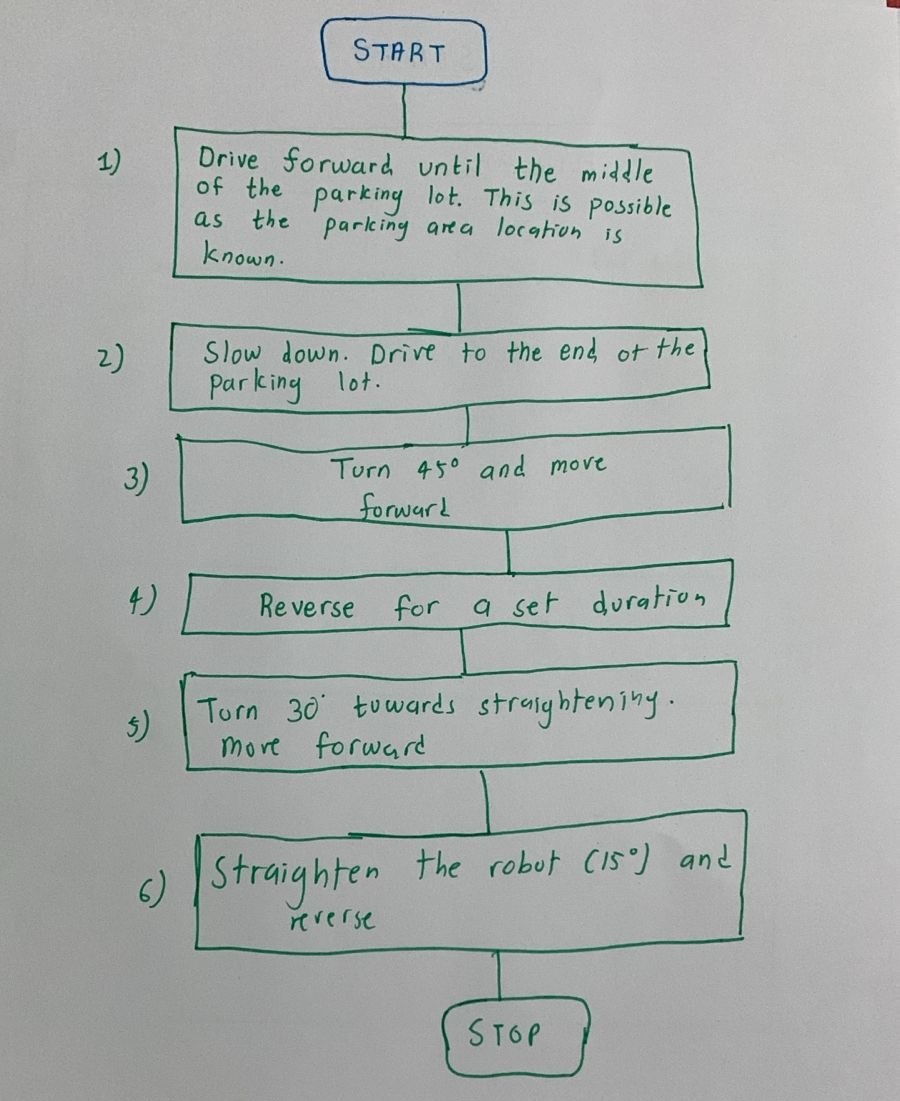 START
1) Drive forward until the middle
of the parking lot. This is possible
as the parking area location is
known.
2) Slow down. Drive to the end of the
parking lot.
3) Turn 45° and move
forward
4) Reverse for a set duration
5) Turn 30° towards straightening.
move forward
6) Straighten the robot (15°) and
reverse
STOP